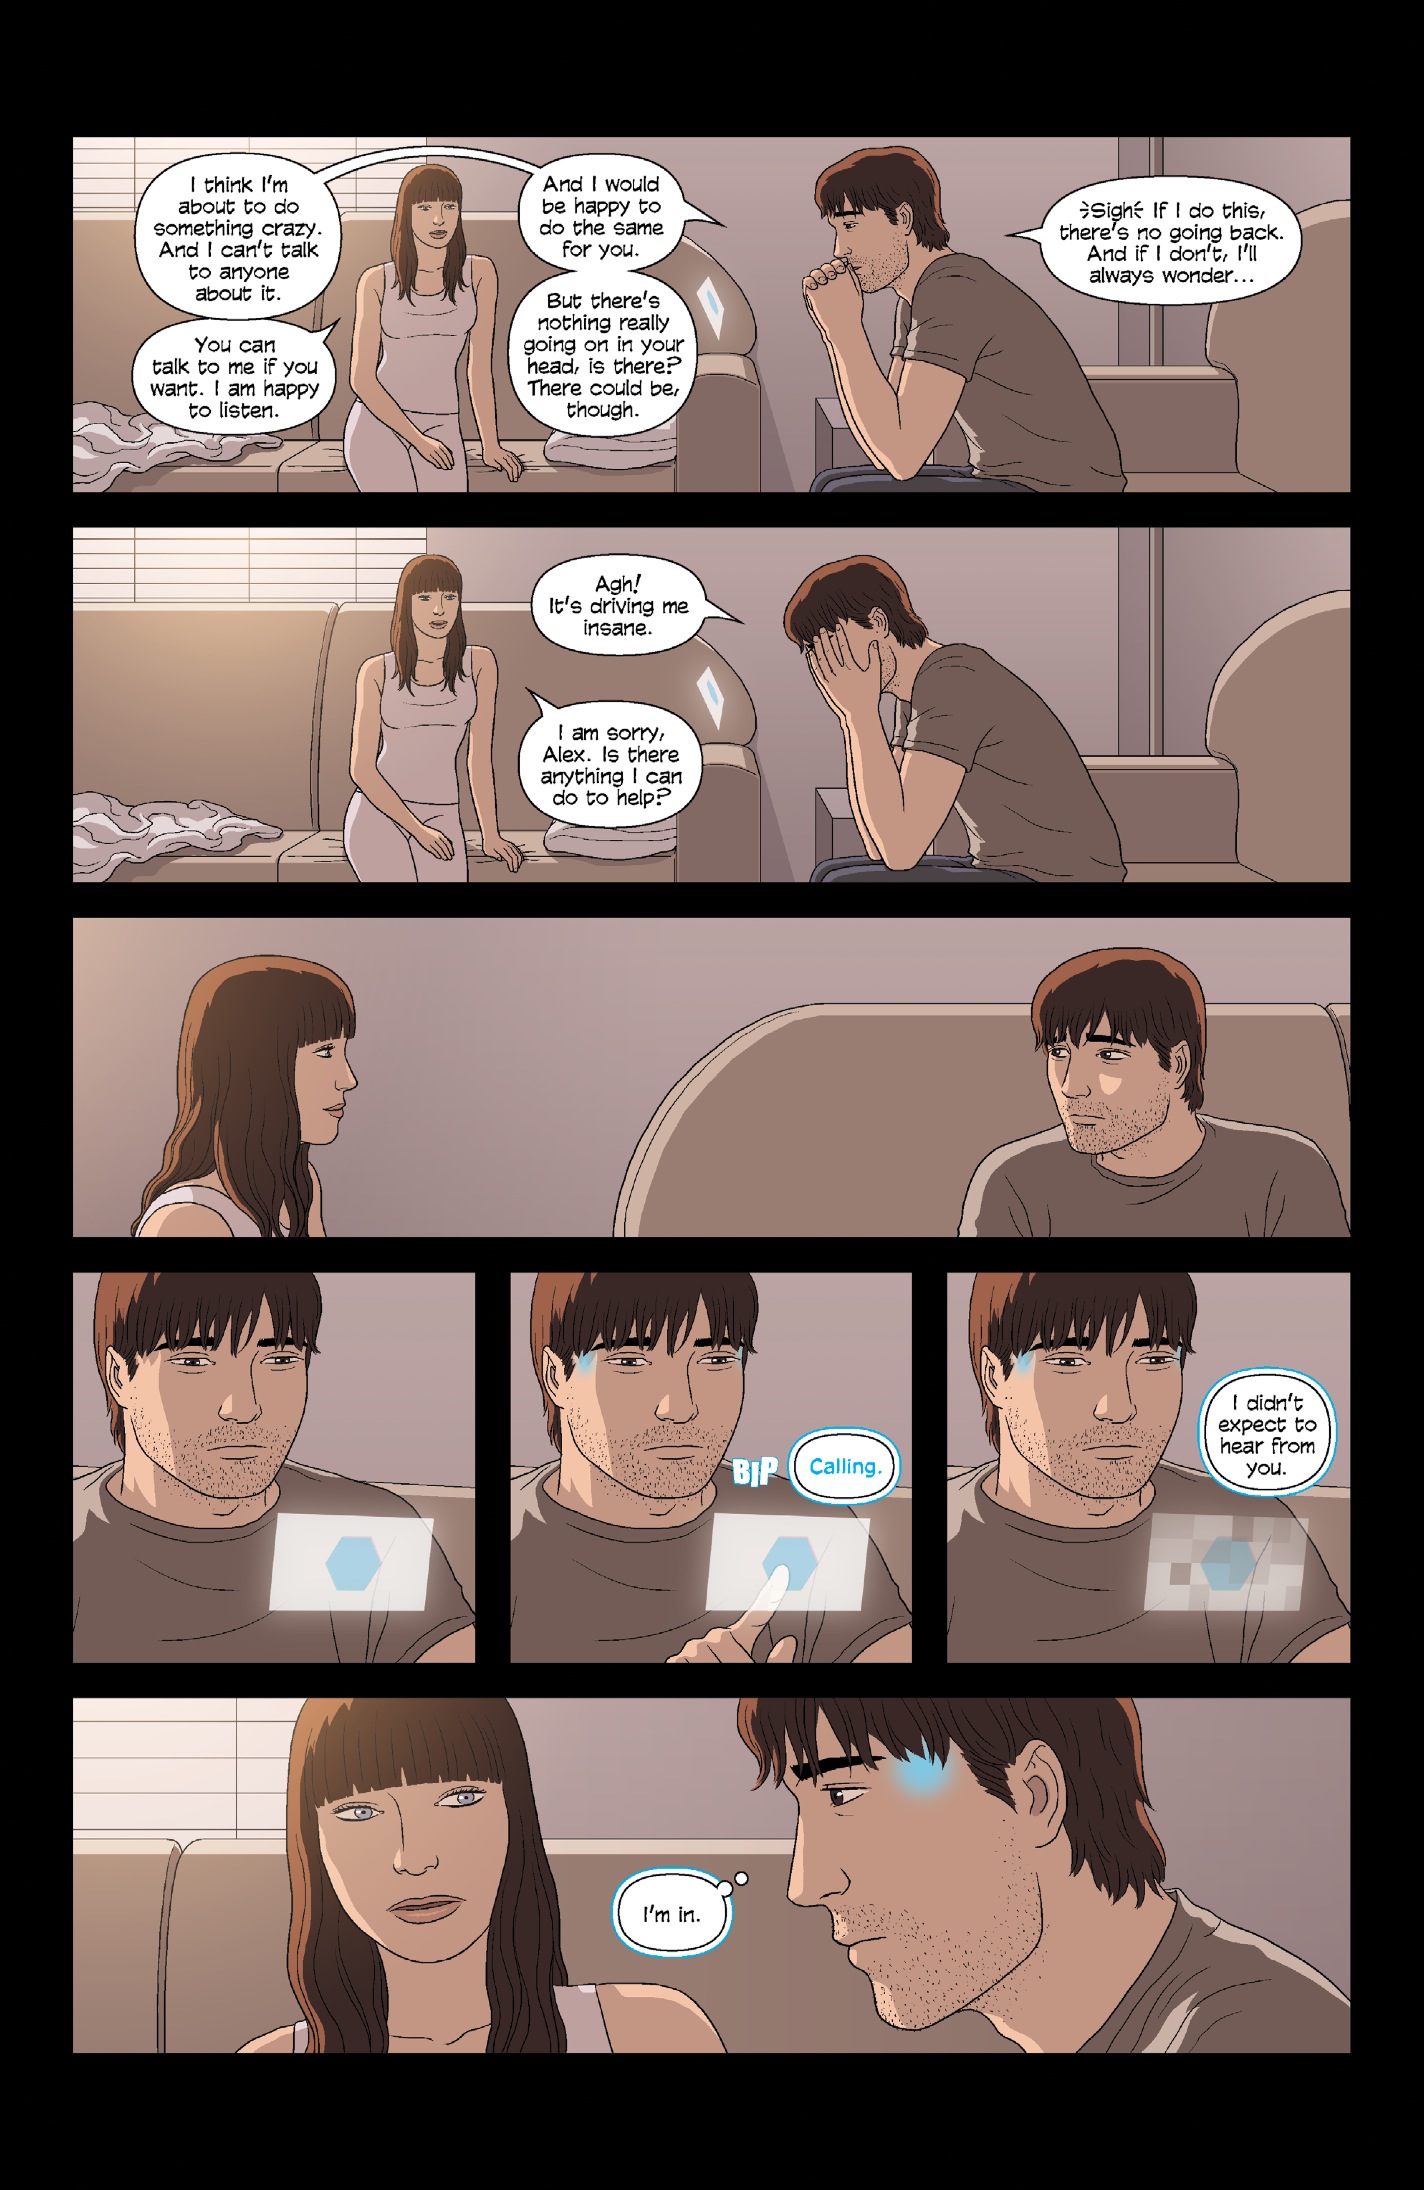 I think I'm
about to do
something crazy.
And I can't talk
to anyone
about it.
You can
talk to me if you
want. I am happy
to listen.
And I would
be happy to
do the same
for you.
But there's
nothing really
going on in your
head, is there?
There could be,
though.
Sigh If I do this,
there's no going back.
And if I don't, I'll
always wonder...
Agh!
It's driving me
insane.
I am sorry,
Alex. Is there
anything I can
do to help?
BIP
Calling.
I didn't
expect to
hear from
you.
I'm in.